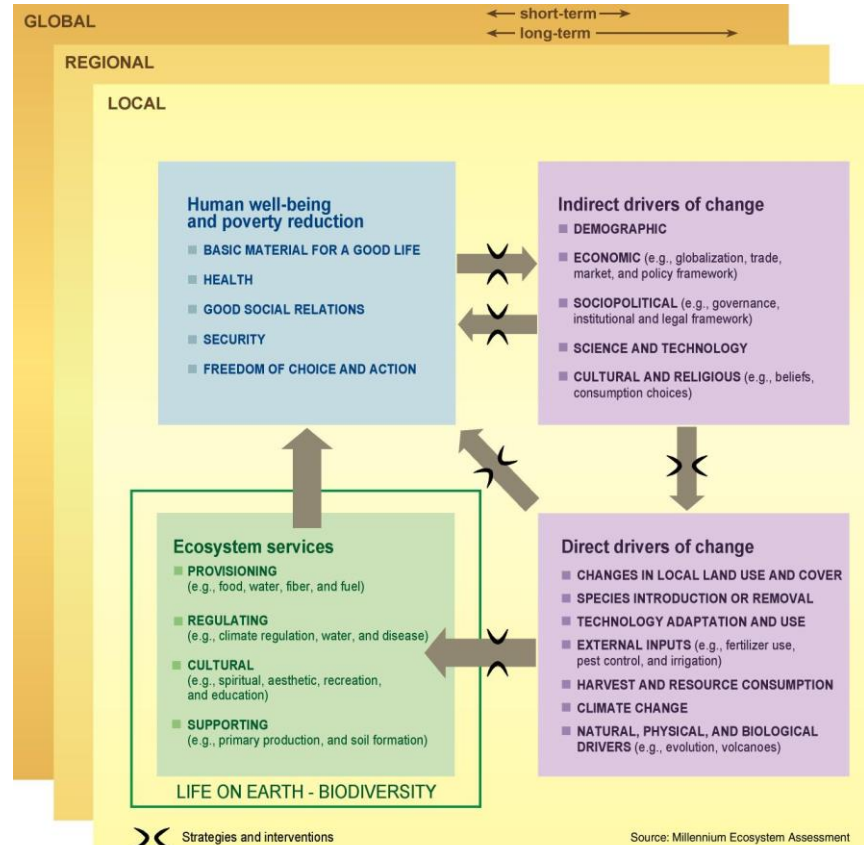 GLOBAL
short-term
long-term
REGIONAL
LOCAL
Human well-being
and poverty reduction
BASIC MATERIAL FOR A GOOD LIFE
HEALTH
GOOD SOCIAL RELATIONS
SECURITY
FREEDOM OF CHOICE AND ACTION
Indirect drivers of change
DEMOGRAPHIC
ECONOMIC (e.g., globalization, trade,
market, and policy framework)
SOCIOPOLITICAL (e.g., governance,
institutional and legal framework)
SCIENCE AND TECHNOLOGY
CULTURAL AND RELIGIOUS (e.g., beliefs,
consumption choices)
Ecosystem services
PROVISIONING
(e.g., food, water, fiber, and fuel)
REGULATING
(e.g., climate regulation, water, and disease)
CULTURAL
(e.g., spiritual, aesthetic, recreation,
and education)
SUPPORTING
(e.g., primary production, and soil formation)
LIFE ON EARTH - BIODIVERSITY
Direct drivers of change
CHANGES IN LOCAL LAND USE AND COVER
SPECIES INTRODUCTION OR REMOVAL
TECHNOLOGY ADAPTATION AND USE
EXTERNAL INPUTS (e.g., fertilizer use,
pest control, and irrigation)
HARVEST AND RESOURCE CONSUMPTION
CLIMATE CHANGE
NATURAL, PHYSICAL, AND BIOLOGICAL
DRIVERS (e.g., evolution, volcanoes)
Strategies and interventions
Source: Millennium Ecosystem Assessment